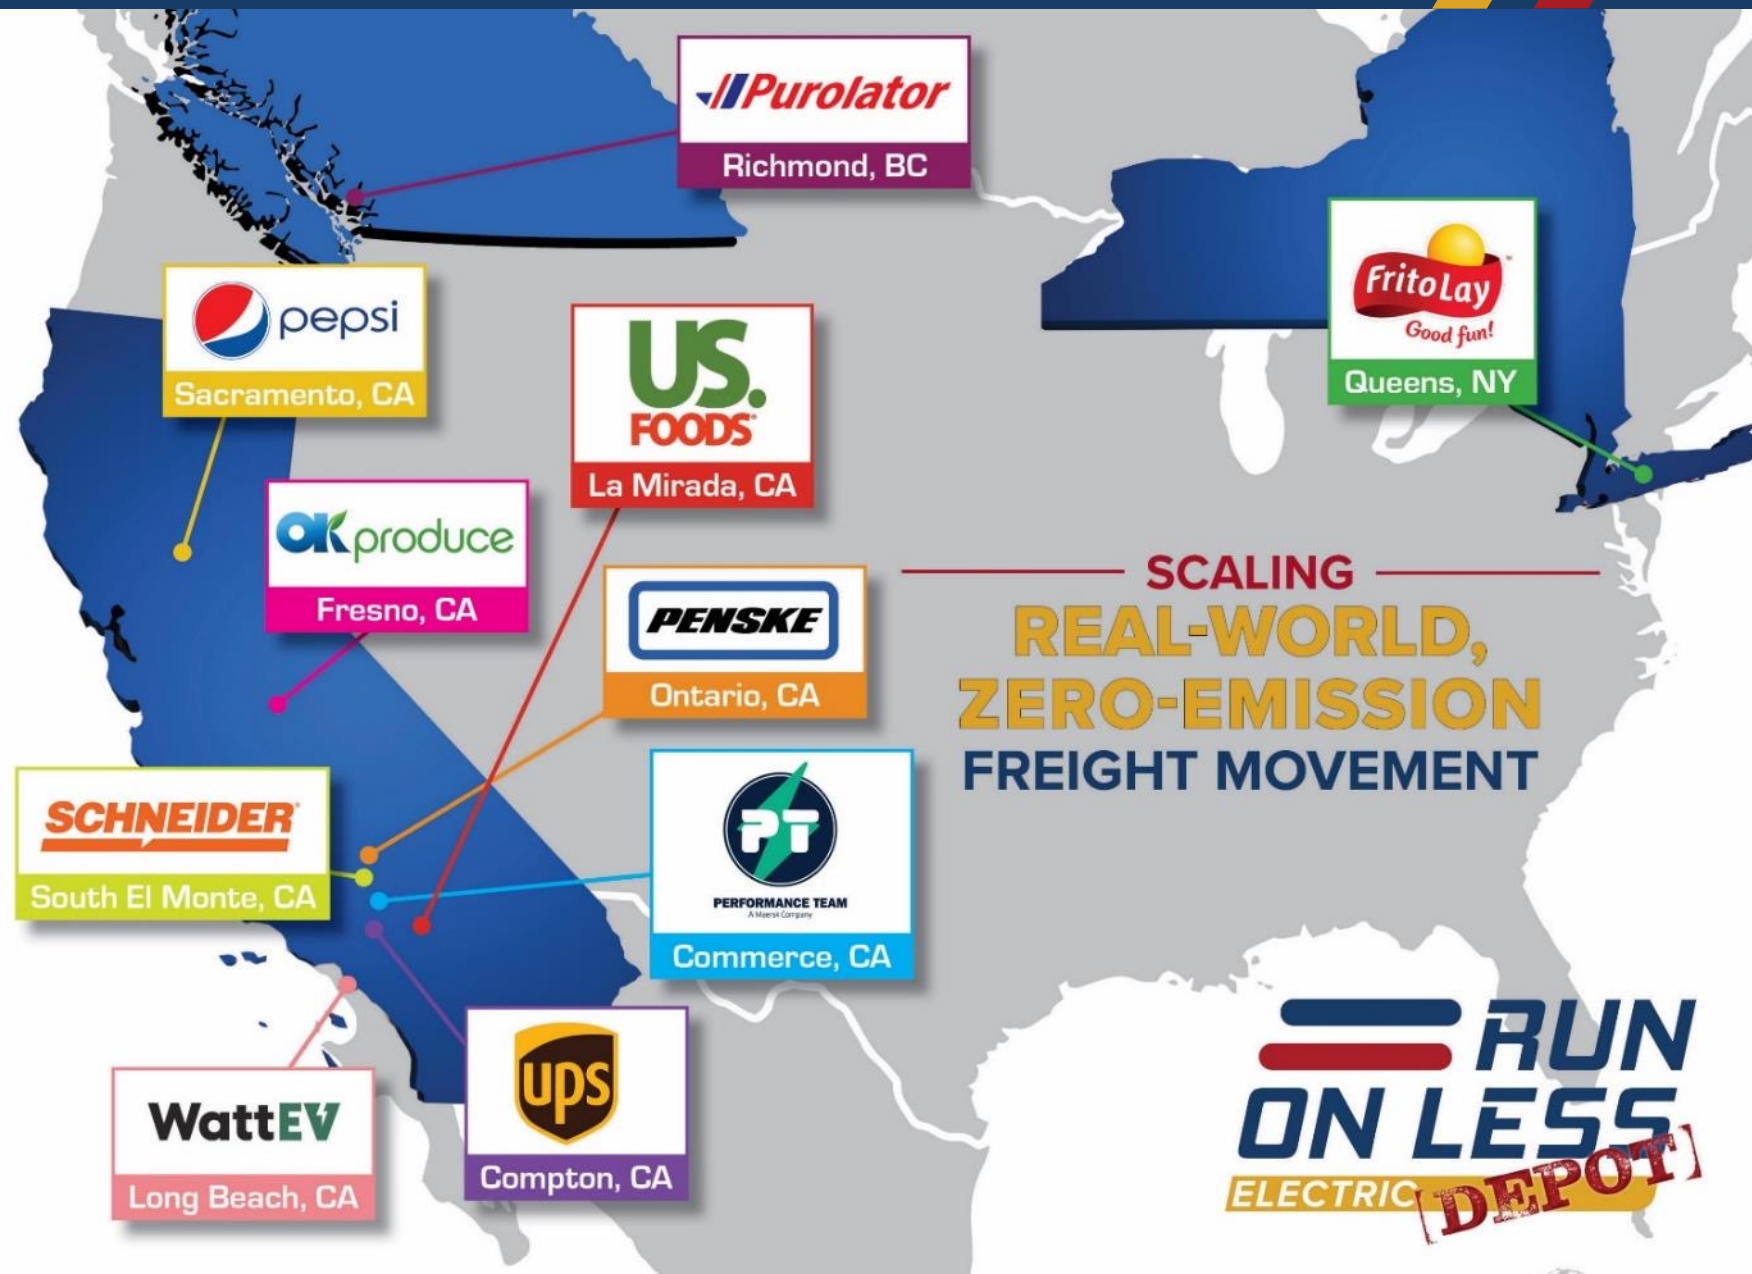 Purolator
Richmond, BC
pepsi
Sacramento, CA
US.
FOODS
La Mirada, CA
FritoLay
Good fun!
Queens, NY
OK produce
Fresno, CA
PENSKE
Ontario, CA
SCALING
REAL-WORLD,
ZERO-EMISSION
FREIGHT MOVEMENT
SCHNEIDER
South El Monte, CA
PT
PERFORMANCE TEAM
A Maersk Company
Commerce, CA
WattEV
Long Beach, CA
ups
Compton, CA
RUN
ON LESS
ELECTRIC
[DEPOT]